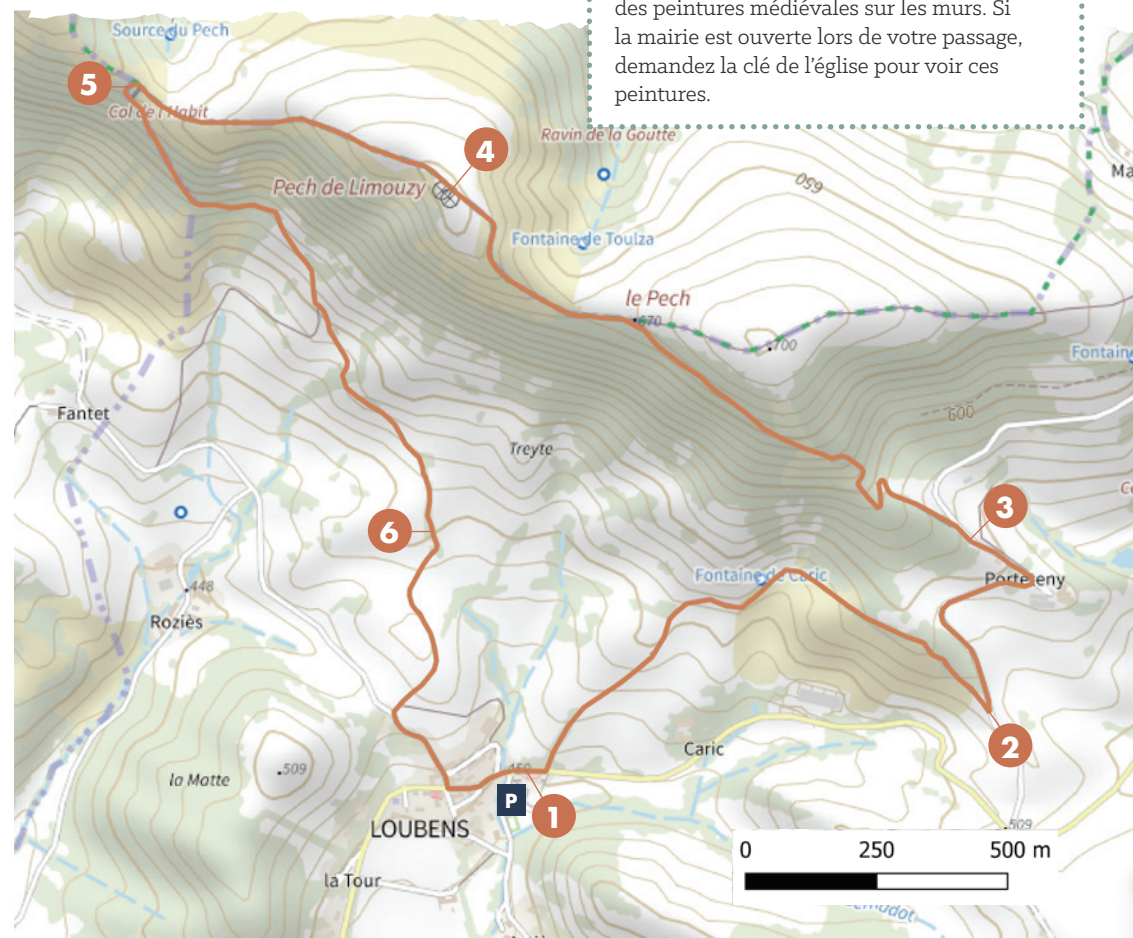 des peintures médiévales sur les murs. Si
la mairie est ouverte lors de votre passage,
demandez la clé de l'église pour voir ces
peintures.
Source du Pech
5
Col de l'Habit
Ravin de la Goutte
4
Pech de Limouzy
650
Fontaine de Toulza
le Pech
670
700
Fontaine
Fantet
600
Treyte
3
6
Fontaine de Caric
Porteteny
448
Roziès
2
Caric
450
la Matte
509
P
1
LOUBENS
509
0 250 500 m
la Tour